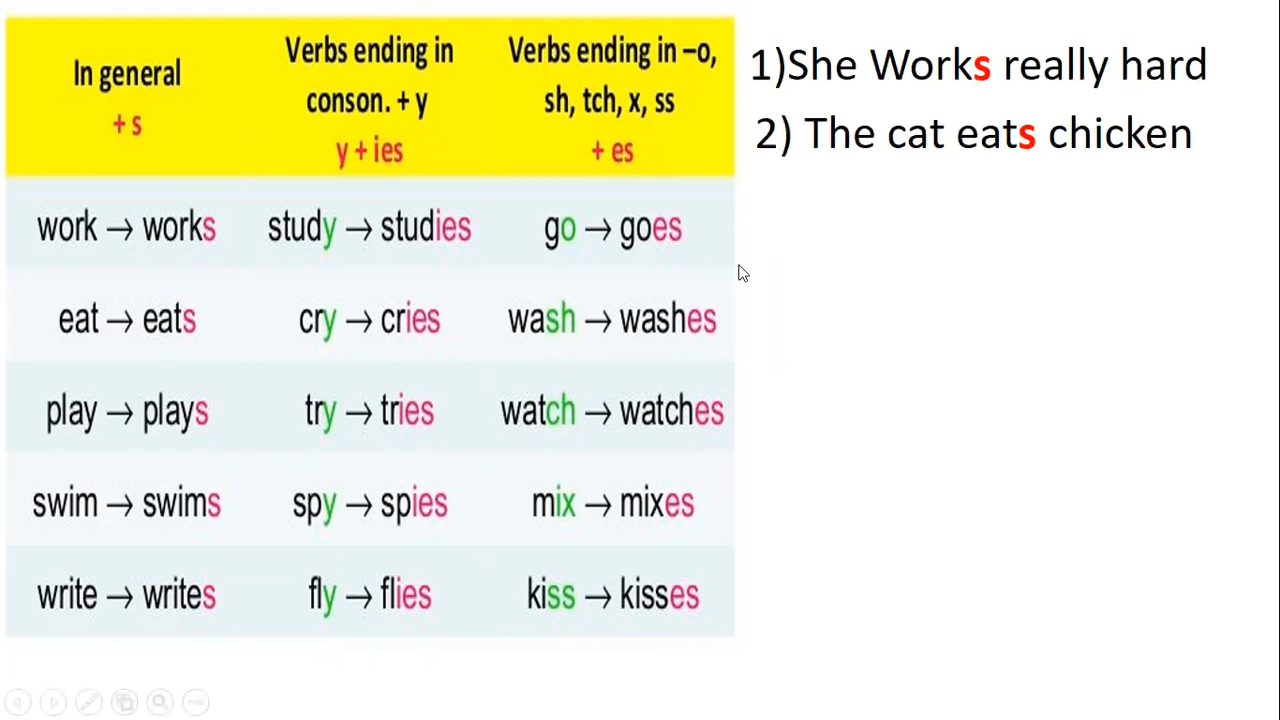 In general
+ s
Verbs ending in
conson. + y
y + ies
Verbs ending in –o,
sh, tch, x, ss
+ es
work → works
study → studies
go → goes
eat → eats
cry → cries
wash → washes
play → plays
try → tries
watch → watches
swim → swims
spy → spies
mix → mixes
write → writes
fly → flies
kiss → kisses
1)She Works really hard
2) The cat eats chicken